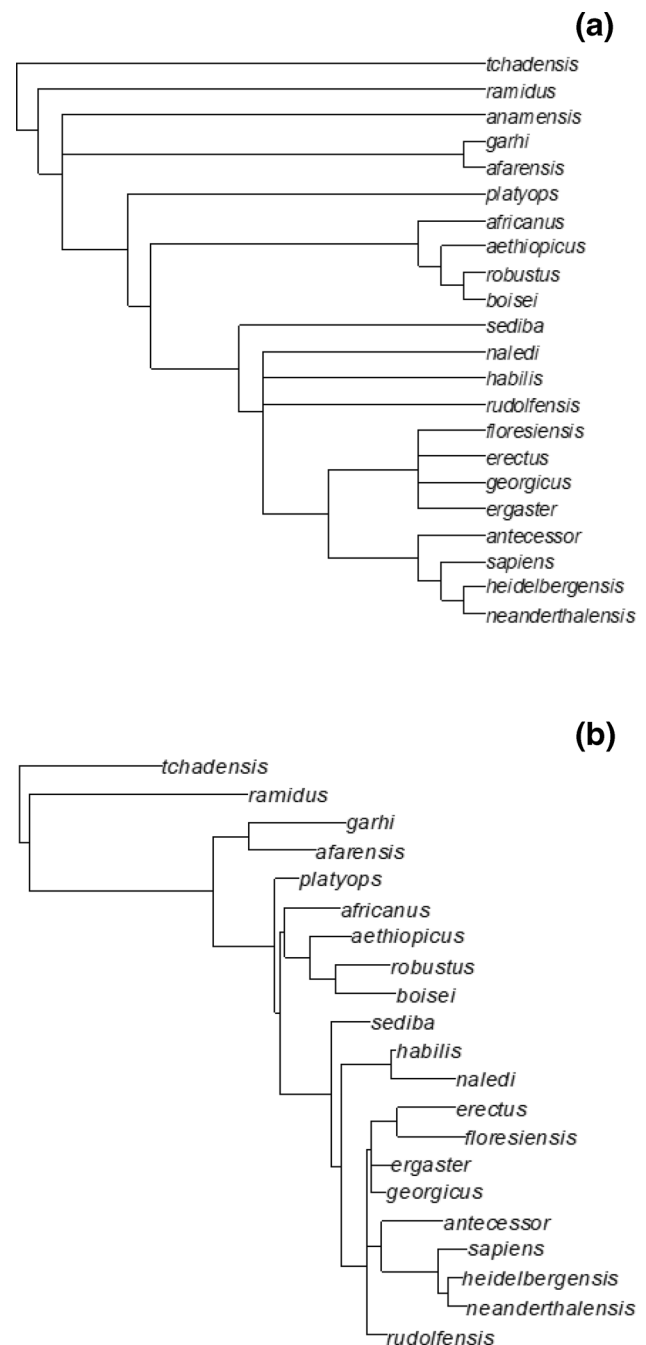 (a)
tchadensis
ramidus
anamensis
garhi
afarensis
platyops
africanus
aethiopicus
robustus
boisei
sediba
naledi
habilis
rudolfensis
floresiensis
erectus
georgicus
ergaster
antecessor
sapiens
heidelbergensis
neanderthalensis
(b)
tchadensis
ramidus
garhi
afarensis
platyops
africanus
aethiopicus
robustus
boisei
sediba
habilis
naledi
erectus
floresiensis
ergaster
georgicus
antecessor
sapiens
heidelbergensis
neanderthalensis
rudolfensis